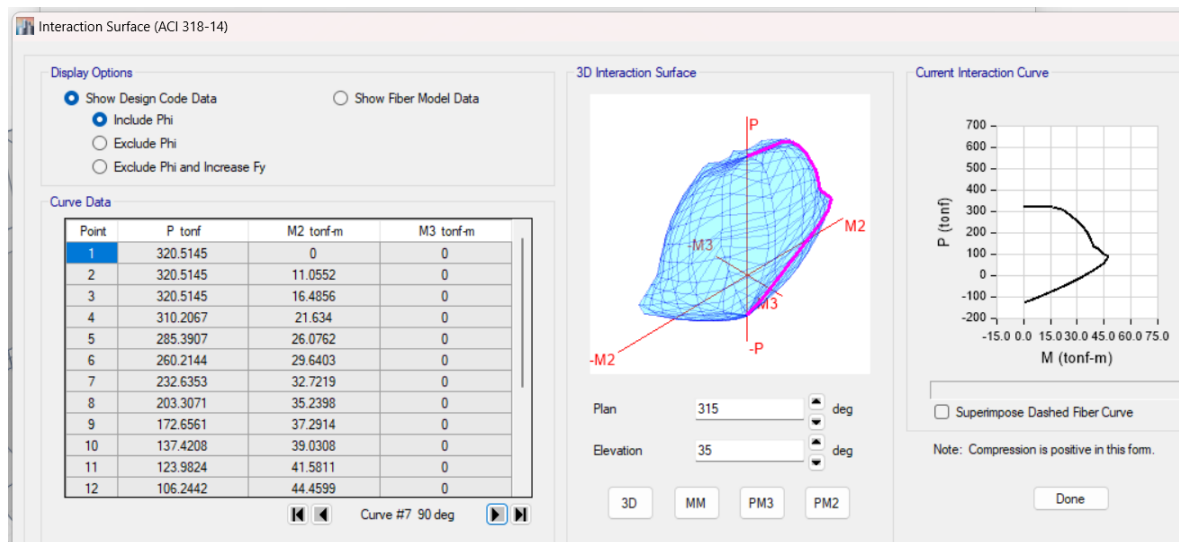 Interaction Surface (ACI 318-14)
Display Options
Show Design Code Data Show Fiber Model Data
Include Phi
Exclude Phi
Exclude Phi and Increase Fy
Curve Data
Point P tonf M2 tonf-m M3 tonf-m
1 320.5145 0 0
2 320.5145 11.0552 0
3 320.5145 16.4856 0
4 310.2067 21.634 0
5 285.3907 26.0762 0
6 260.2144 29.6403 0
7 232.6353 32.7219 0
8 203.3071 35.2398 0
9 172.6561 37.2914 0
10 137.4208 39.0308 0
11 123.9824 41.5811 0
12 106.2442 44.4599 0
Curve #7 90 deg
3D Interaction Surface
P
M2
-M3
M3
-P
-M2
Plan 315 deg
Elevation 35 deg
3D MM PM3 PM2
Current Interaction Curve
700
600
500
400
300
200
100
0
-100
-200
P (tonf)
-15.0 0.0 15.0 30.0 45.0 60.0 75.0
M (tonf-m)
Superimpose Dashed Fiber Curve
Note: Compression is positive in this form.
Done